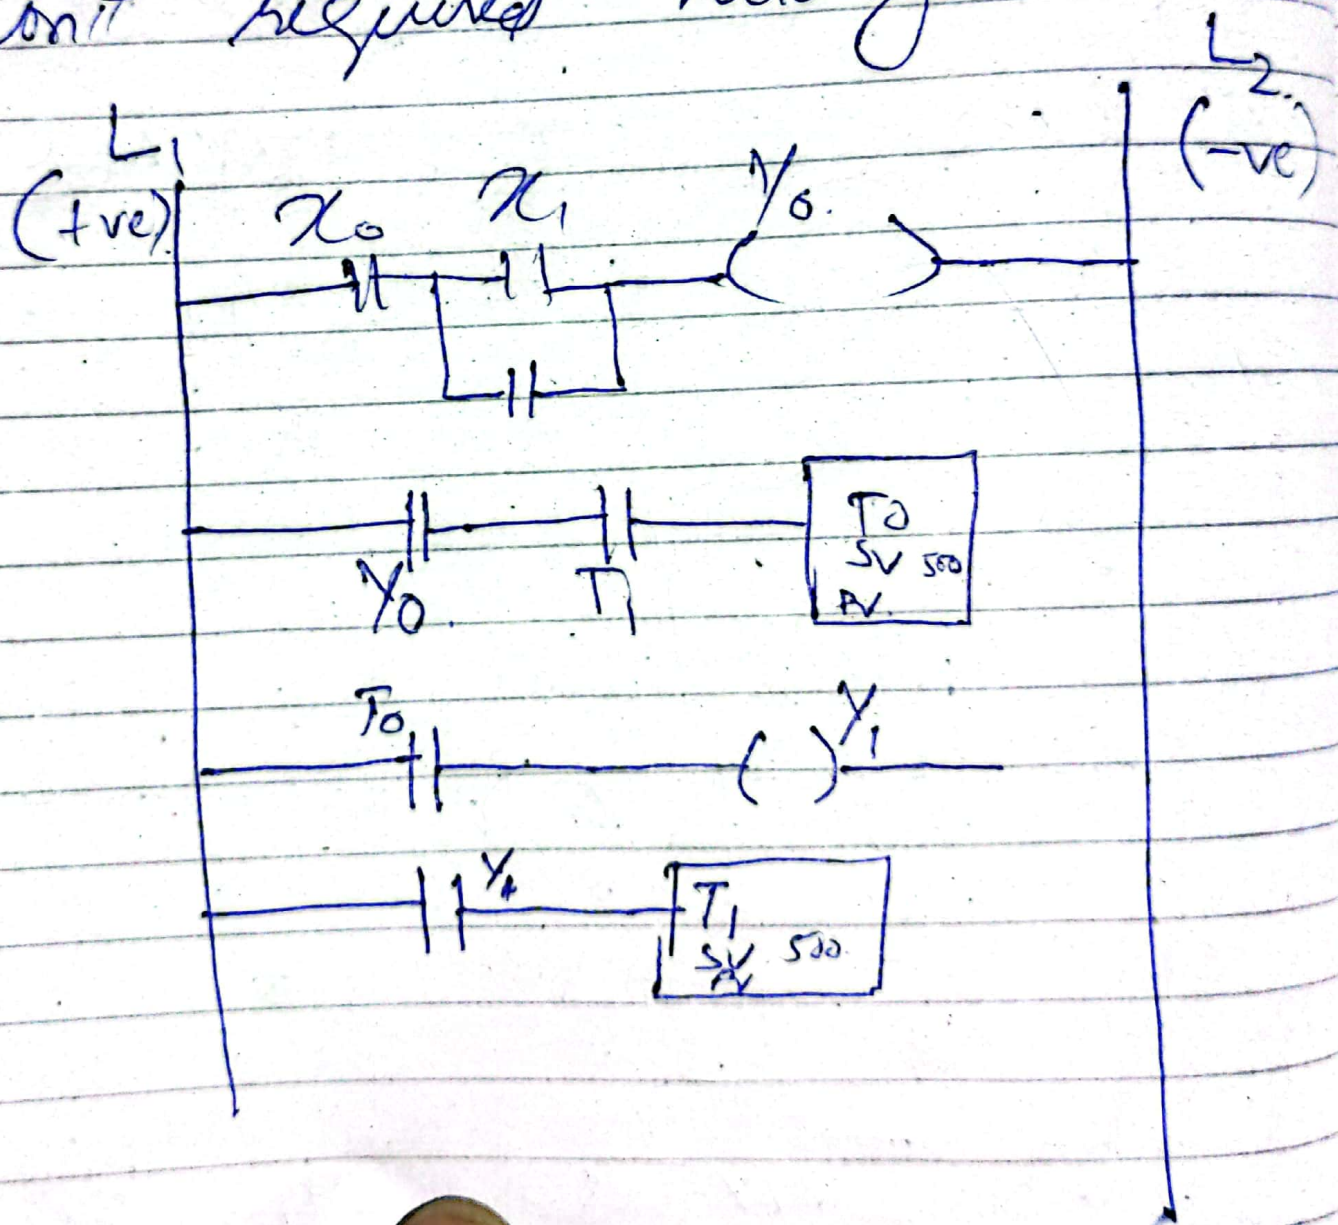 required
L1 L2.
(+ve) (-ve)
X0 X1 Y0.
T0
SV 500
PV.
Y0. T1
T0 Y1
Y1
T1
SV 500
PV